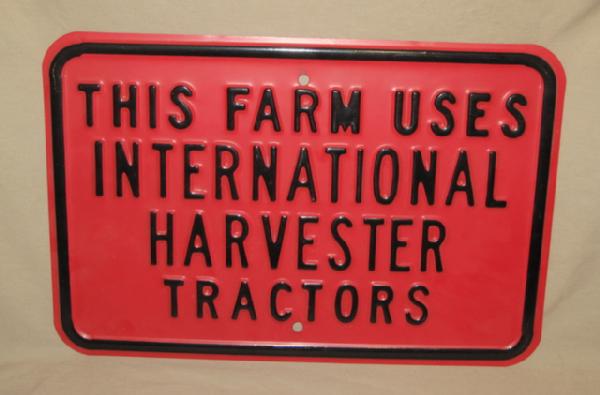 THIS FARM USES
INTERNATIONAL
HARVESTER
TRACTORS